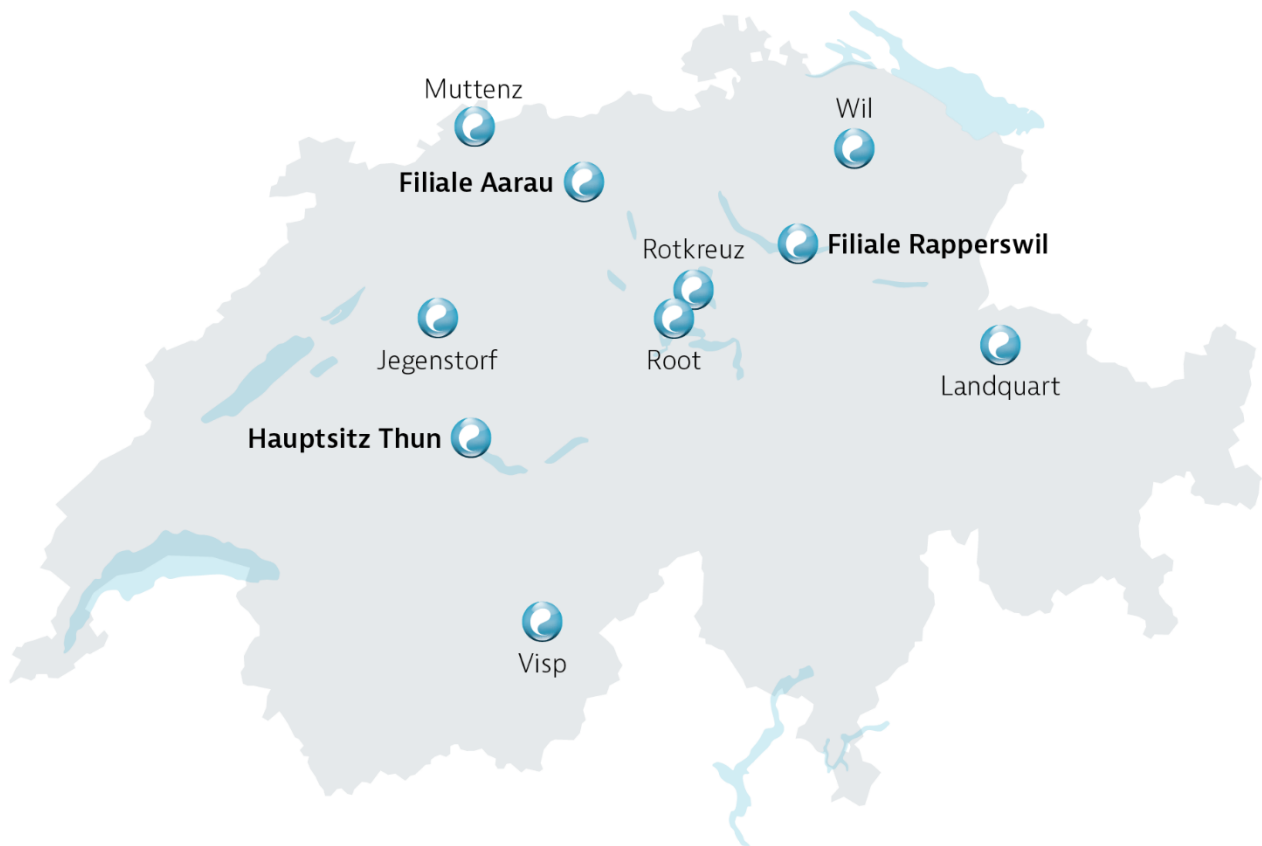 Muttenz
Wil
Filiale Aarau
Filiale Rapperswil
Rotkreuz
Jegenstorf
Root
Landquart
Hauptsitz Thun
Visp